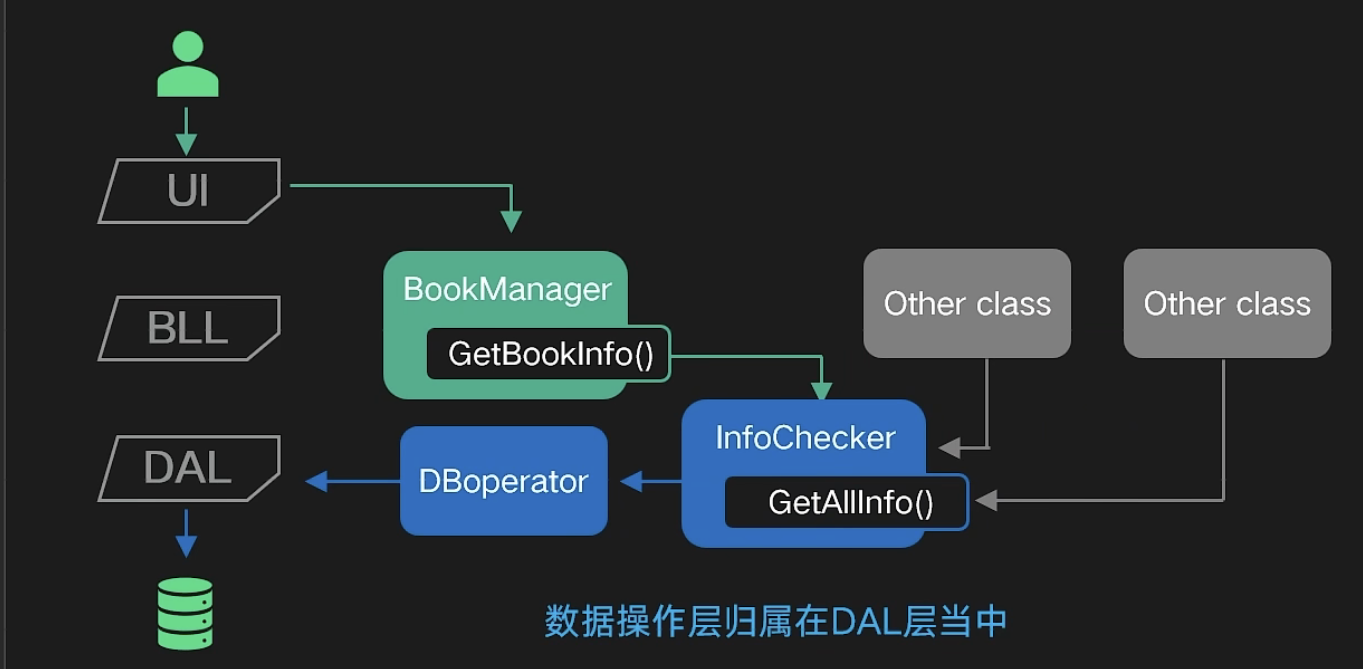 UI
BookManager
GetBookInfo()
Other class
Other class
BLL
InfoChecker
GetAllInfo()
DBoperator
DAL
数据操作层归属在DAL层当中